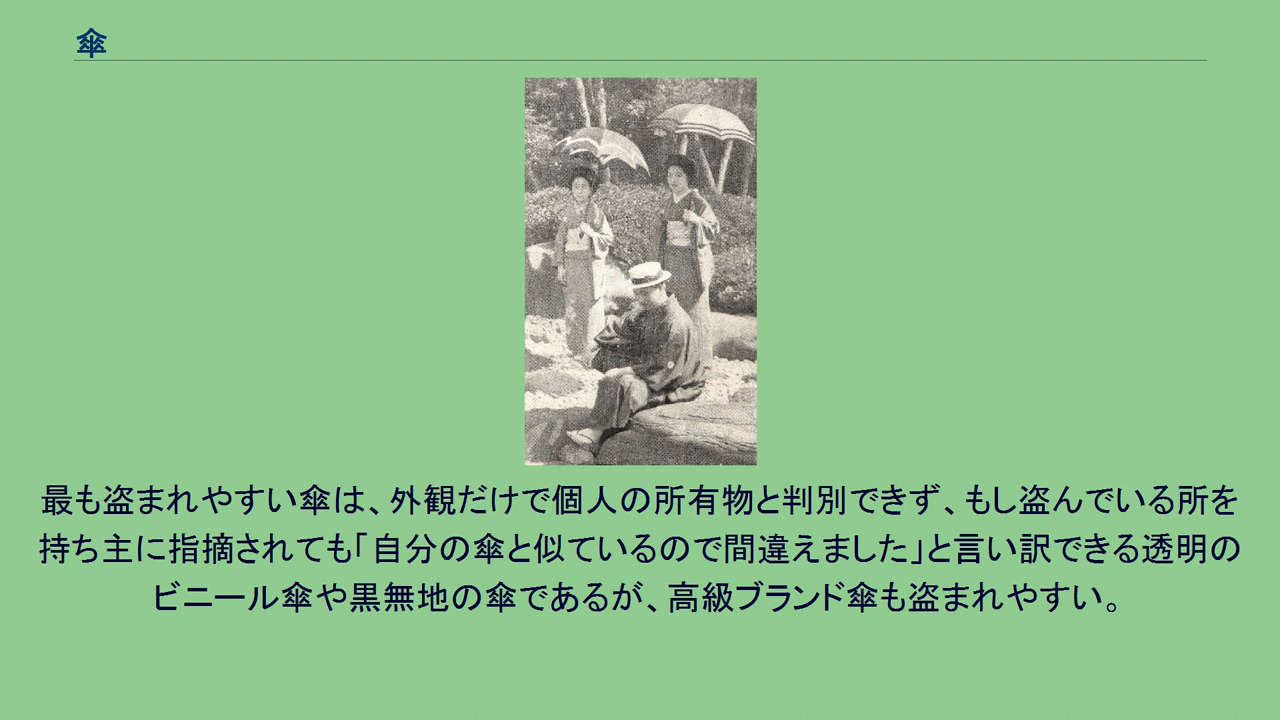 傘
最も盗まれやすい傘は、外観だけで個人の所有物と判別できず、もし盗んでいる所を
持ち主に指摘されても「自分の傘と似ているので間違えました」と言い訳できる透明の
ビニール傘や黒無地の傘であるが、高級ブランド傘も盗まれやすい。